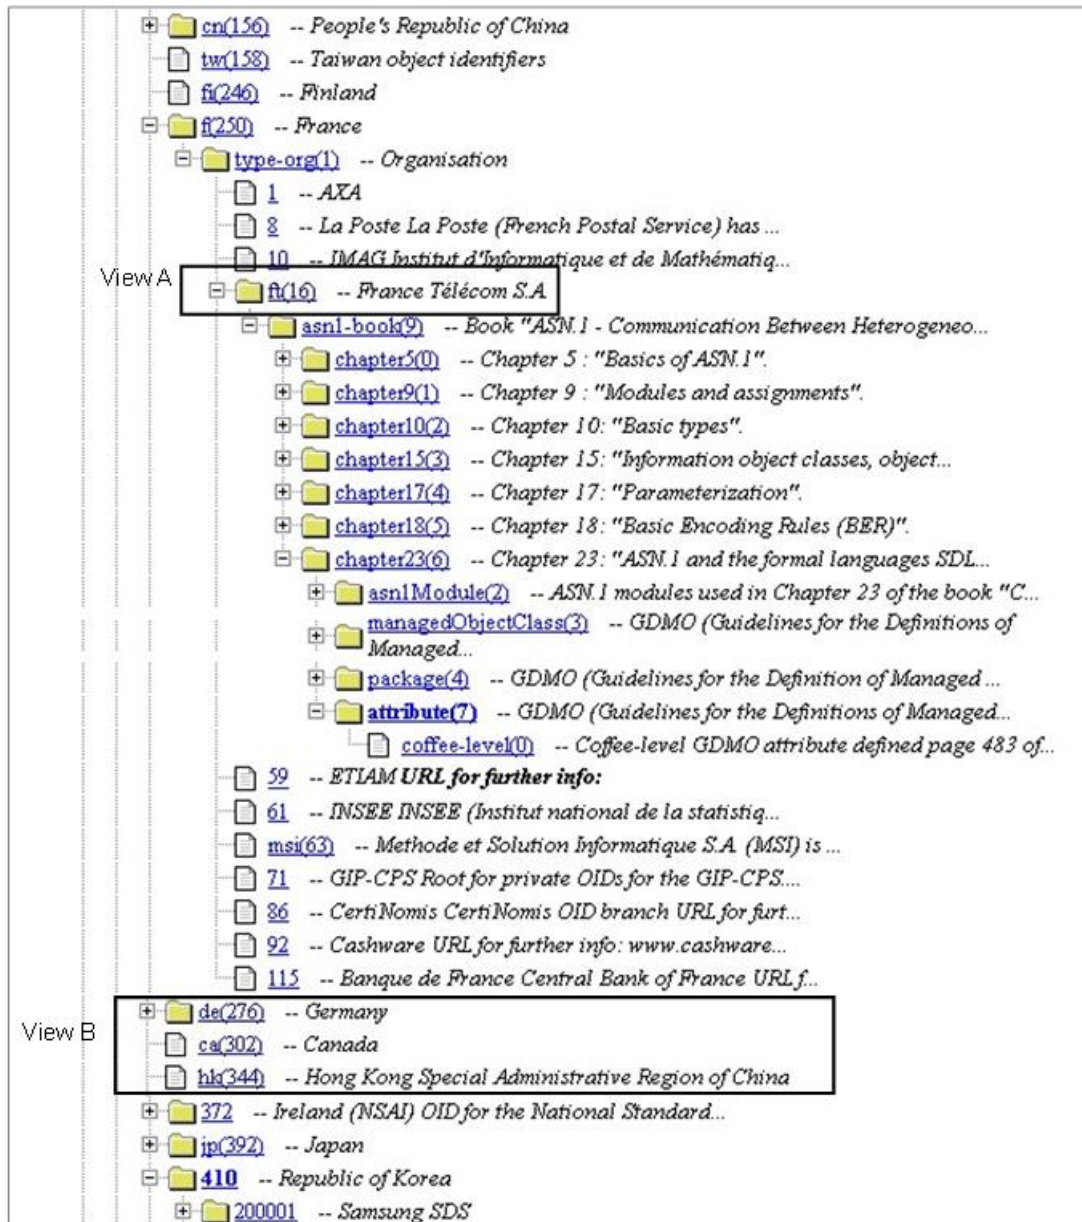 cn(156) -- People's Republic of China
tw(158) -- Taiwan object identifiers
fi(246) -- Finland
f(250) -- France
type-org(1) -- Organisation
1 -- AXA
8 -- La Poste La Poste (French Postal Service) has ...
10 -- IMAG Institut d'Informatique et de Mathématiq...
View A
ft(16) -- France Télécom S.A
asn1-book(9) -- Book "ASN.1 - Communication Between Heterogeneo...
chapter5(0) -- Chapter 5 : "Basics of ASN.1".
chapter9(1) -- Chapter 9 : "Modules and assignments".
chapter10(2) -- Chapter 10: "Basic types".
chapter15(3) -- Chapter 15: "Information object classes, object...
chapter17(4) -- Chapter 17: "Parameterization".
chapter18(5) -- Chapter 18: "Basic Encoding Rules (BER)".
chapter23(6) -- Chapter 23: "ASN.1 and the formal languages SDL...
asn1Module(2) -- ASN.1 modules used in Chapter 23 of the book "C...
managedObjectClass(3) -- GDMO (Guidelines for the Definitions of
Managed...
package(4) -- GDMO (Guidelines for the Definition of Managed ...
attribute(7) -- GDMO (Guidelines for the Definitions of Managed...
coffee-level(0) -- Coffee-level GDMO attribute defined page 483 of...
59 -- ETIAM URL for further info:
61 -- INSEE INSEE (Institut national de la statistiq...
msi(63) -- Methode et Solution Informatique S.A. (MSI) is ...
71 -- GIP-CPS Root for private OIDs for the GIP-CPS....
86 -- CertiNomis CertiNomis OID branch URL for furt...
92 -- Cashware URL for further info: www.cashware...
115 -- Banque de France Central Bank of France URL f...
View B
de(276) -- Germany
ca(302) -- Canada
hk(344) -- Hong Kong Special Administrative Region of China
372 -- Ireland (NSAI) OID for the National Standard...
jp(392) -- Japan
410 -- Republic of Korea
200001 -- Samsung SDS